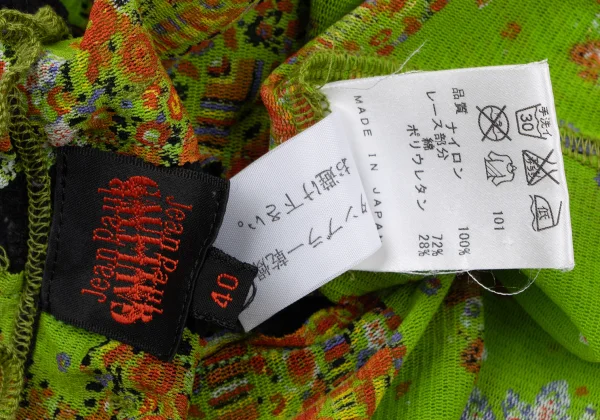 Jean Paul
GAULTIER
Jean Paul
GAULTIER
40
タンブラー乾燥
お避け下さい。
手洗イ
30
101
品質
ナイロン 100%
レース部分
綿 72%
ポリウレタン 28%
MADE IN JAPAN